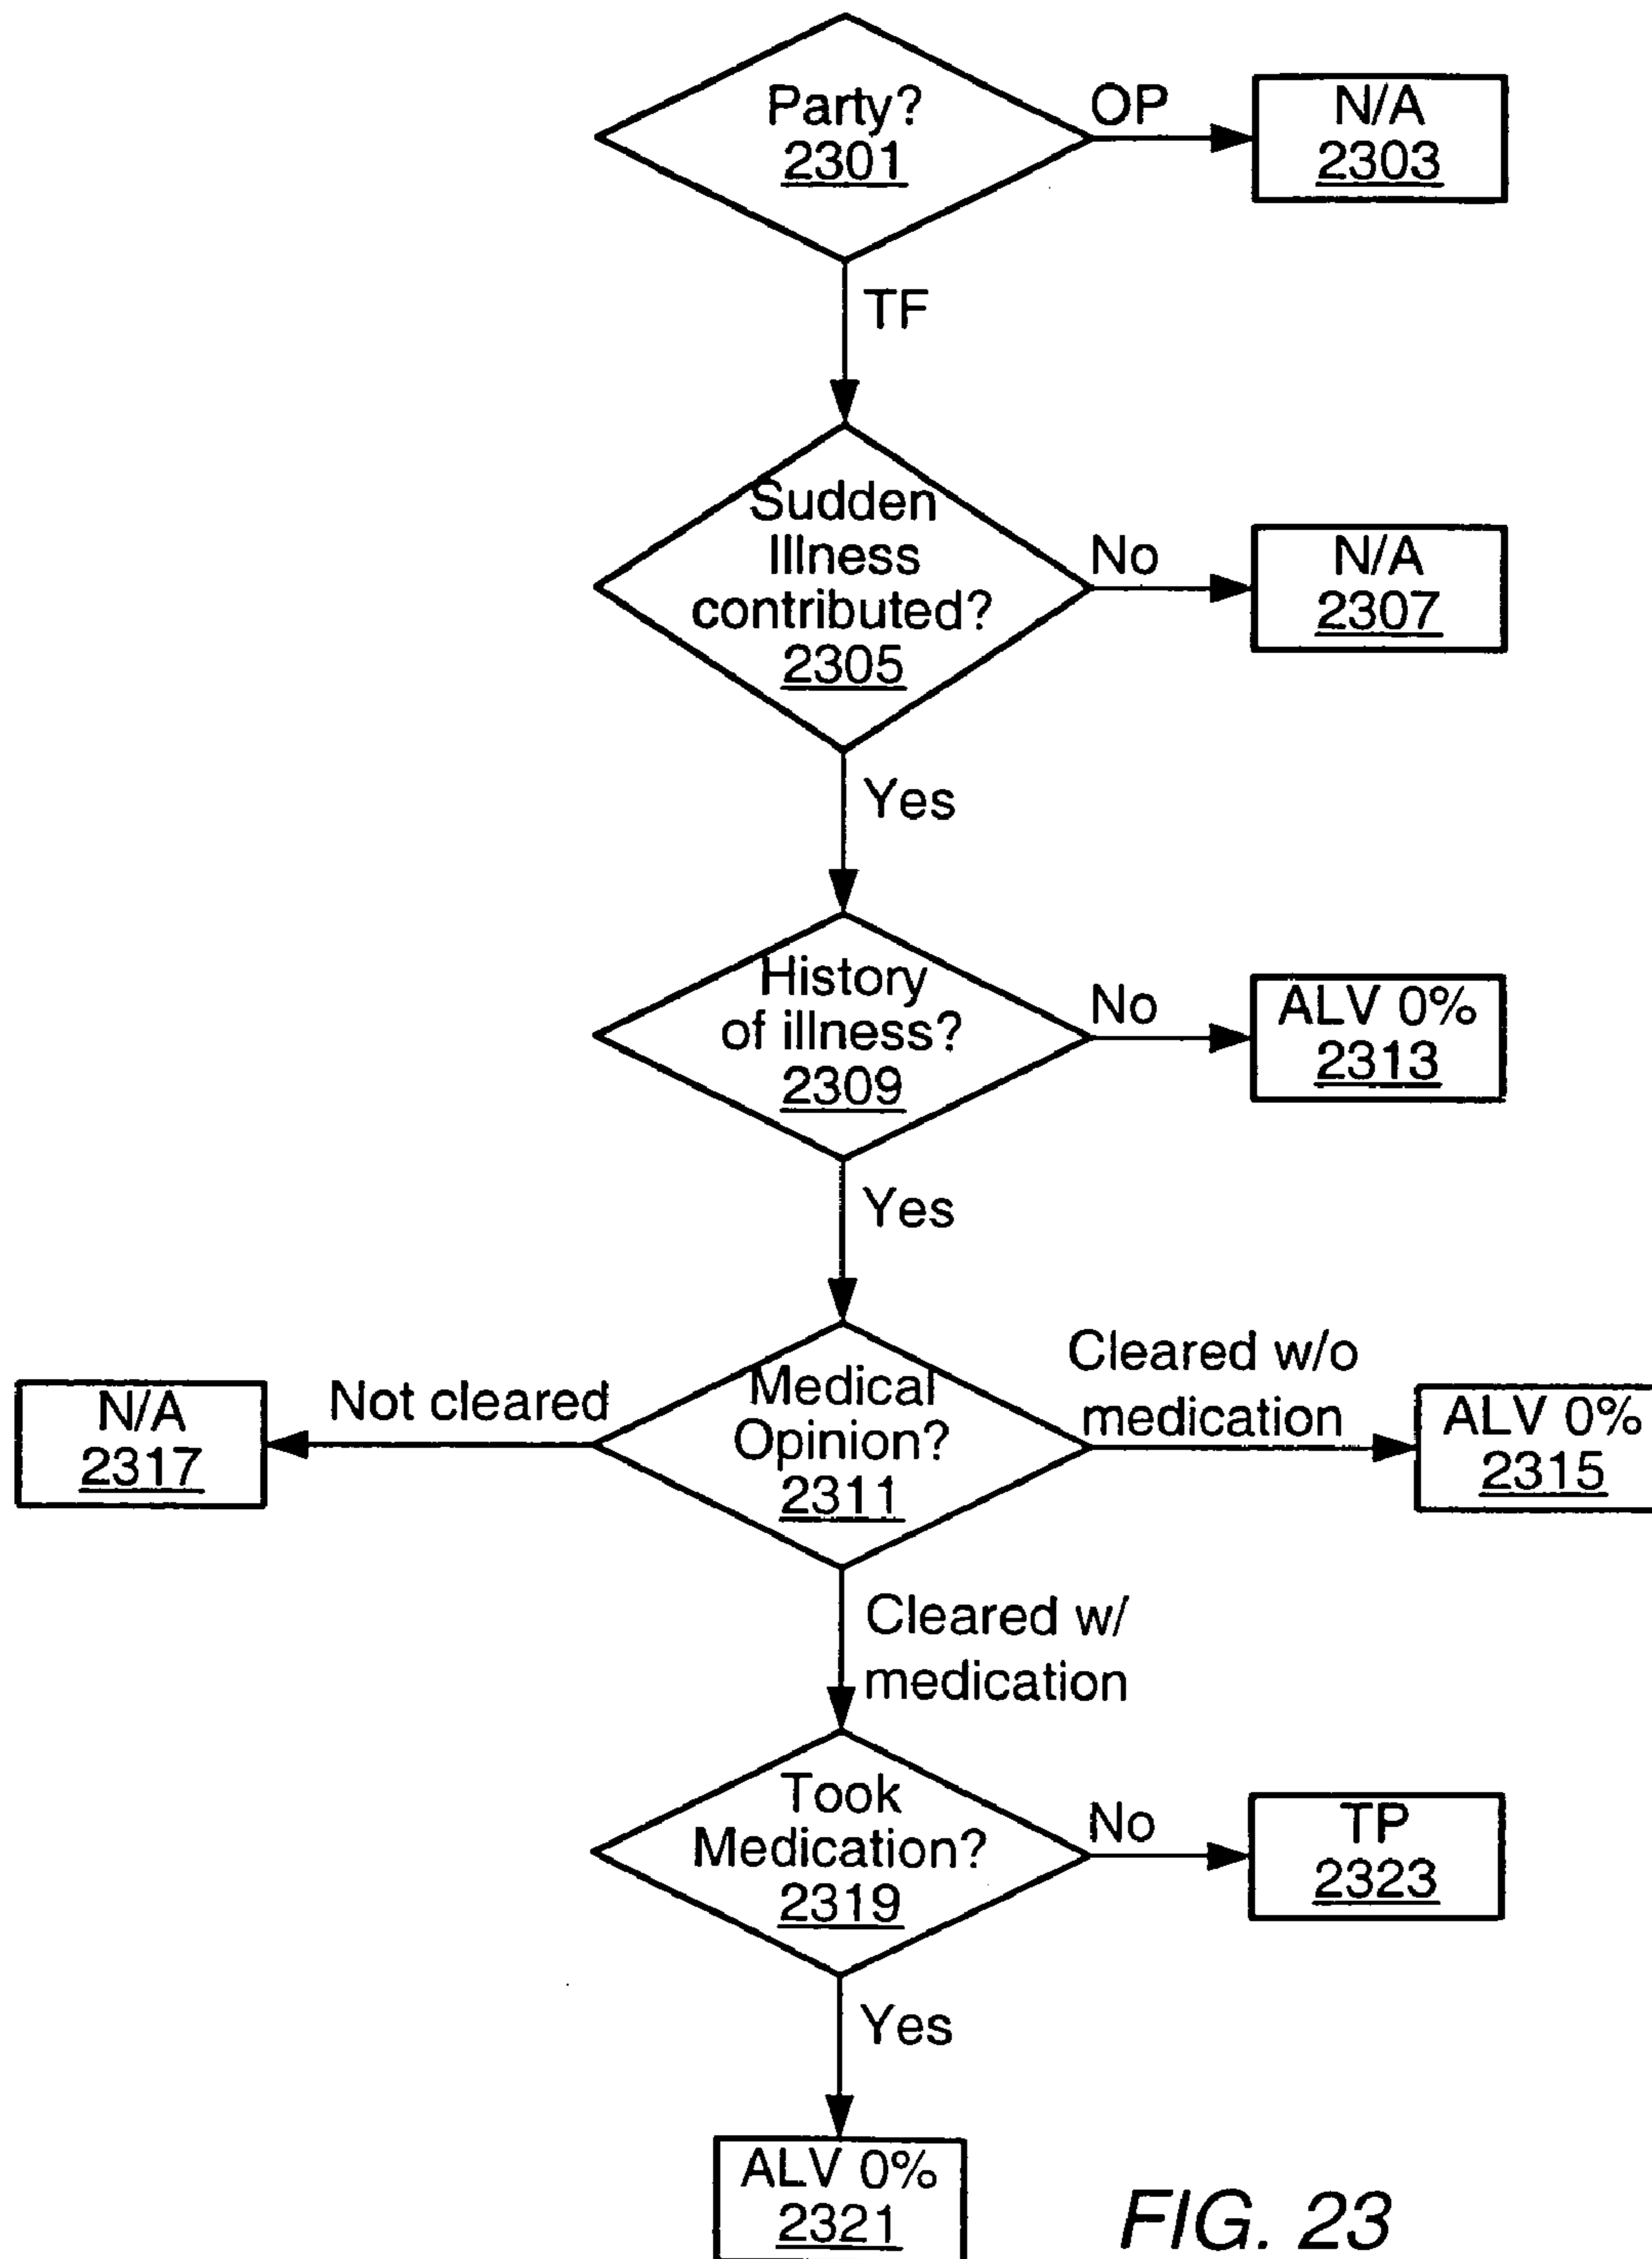 Party?
2301
OP
N/A
2303
TF
Sudden
Illness
contributed?
2305
No
N/A
2307
Yes
History
of illness?
2309
No
ALV 0%
2313
Yes
Medical
Opinion?
2311
Not cleared
N/A
2317
Cleared w/o
medication
ALV 0%
2315
Cleared w/
medication
Took
Medication?
2319
No
TP
2323
Yes
ALV 0%
2321
FIG. 23